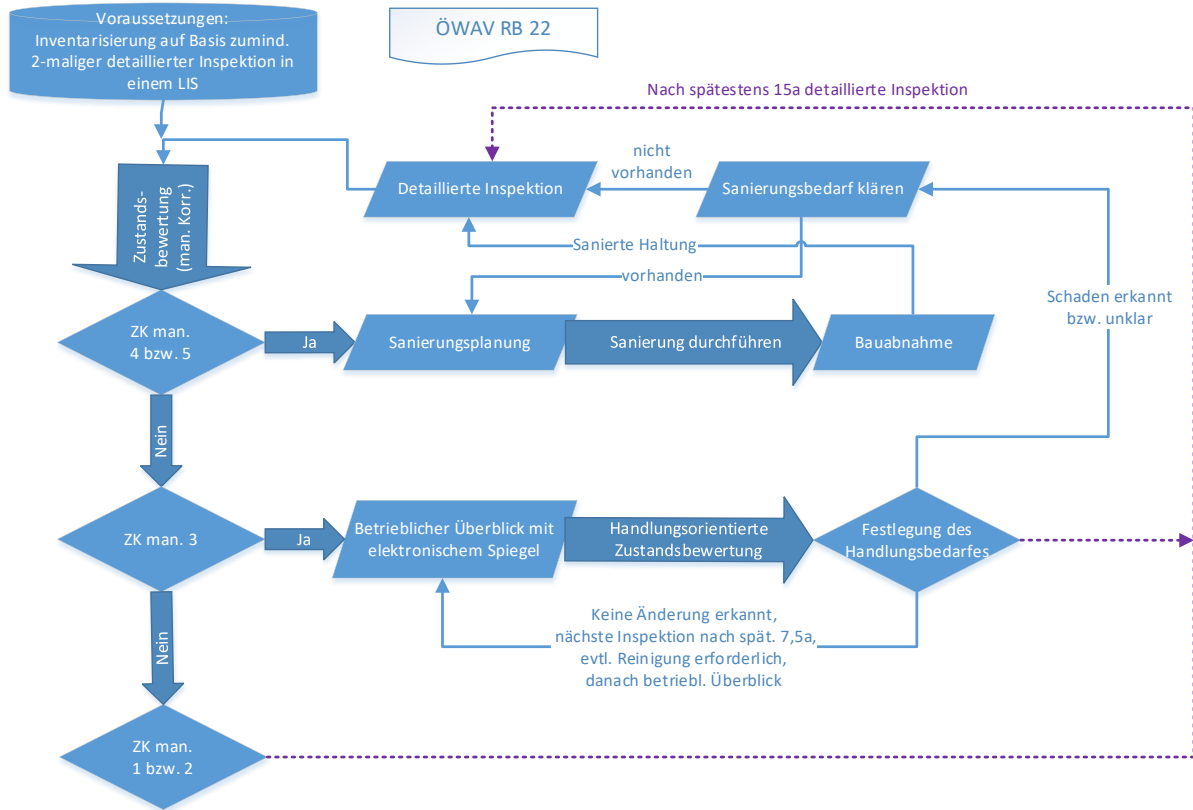 Voraussetzungen:
Inventarisierung auf Basis zumind.
2-maliger detaillierter Inspektion in
einem LIS
ÖWAV RB 22
Nach spätestens 15a detaillierte Inspektion
Zustands-
bewertung
(man. Korr.)
Detaillierte Inspektion
nicht
vorhanden
Sanierungsbedarf klären
Sanierte Haltung
vorhanden
Schaden erkannt
bzw. unklar
ZK man.
4 bzw. 5
Ja
Sanierungsplanung
Sanierung durchführen
Bauabnahme
Nein
ZK man. 3
Ja
Betrieblicher Überblick mit
elektronischem Spiegel
Handlungsorientierte
Zustandsbewertung
Festlegung des
Handlungsbedarfes
Keine Änderung erkannt,
nächste Inspektion nach spät. 7,5a,
evtl. Reinigung erforderlich,
danach betriebl. Überblick
Nein
ZK man.
1 bzw. 2